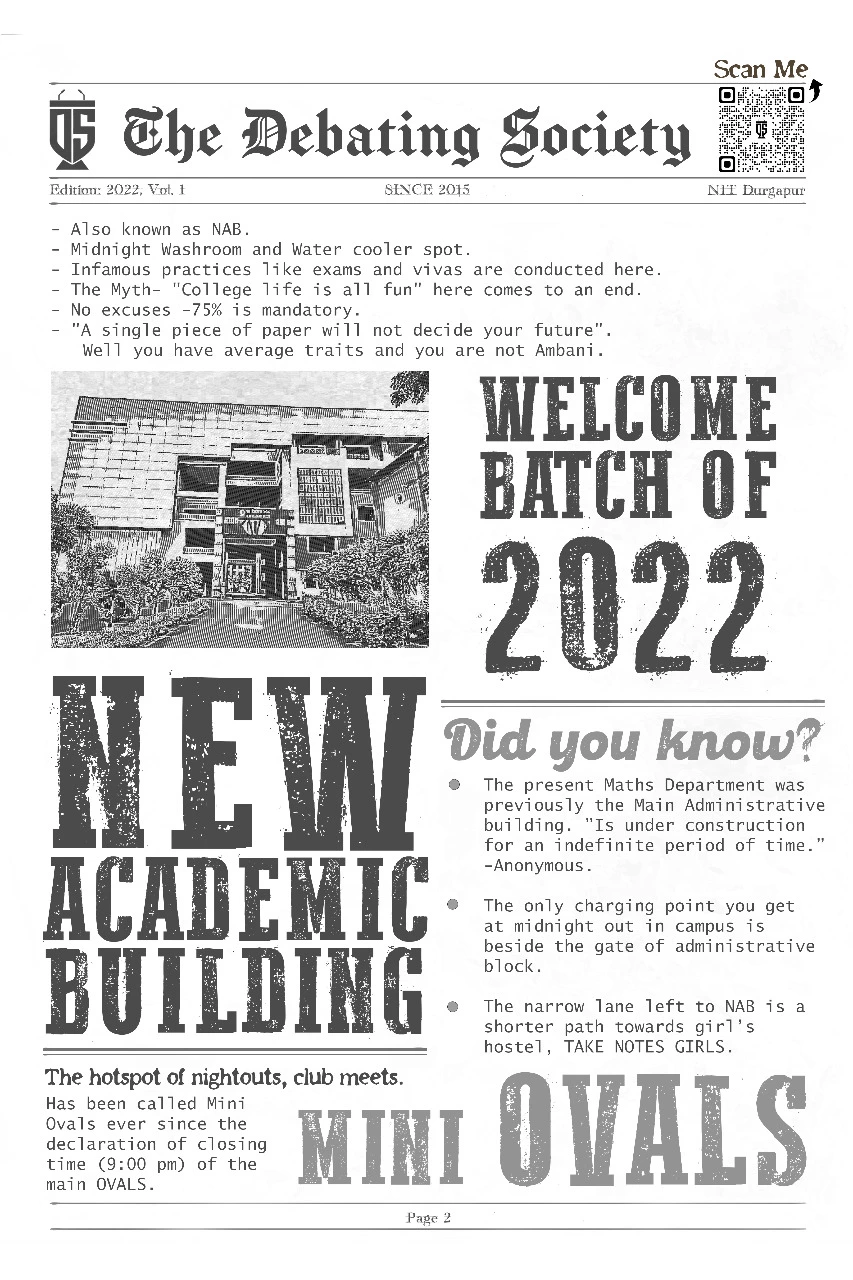 Scan Me
DS The Debating Society
Edition: 2022, Vol. 1 SINCE 2015 NIT Durgapur
- Also known as NAB.
- Midnight Washroom and Water cooler spot.
- Infamous practices like exams and vivas are conducted here.
- The Myth- "College life is all fun" here comes to an end.
- No excuses -75% is mandatory.
- "A single piece of paper will not decide your future".
Well you have average traits and you are not Ambani.
WELCOME
BATCH OF
2022
NEW
ACADEMIC
BUILDING
Did you know?
● The present Maths Department was
previously the Main Administrative
building. "Is under construction
for an indefinite period of time."
-Anonymous.
● The only charging point you get
at midnight out in campus is
beside the gate of administrative
block.
● The narrow lane left to NAB is a
shorter path towards girl's
hostel, TAKE NOTES GIRLS.
The hotspot of nightouts, club meets.
Has been called Mini
Ovals ever since the
declaration of closing
time (9:00 pm) of the
main OVALS.
MINI OVALS
Page 2